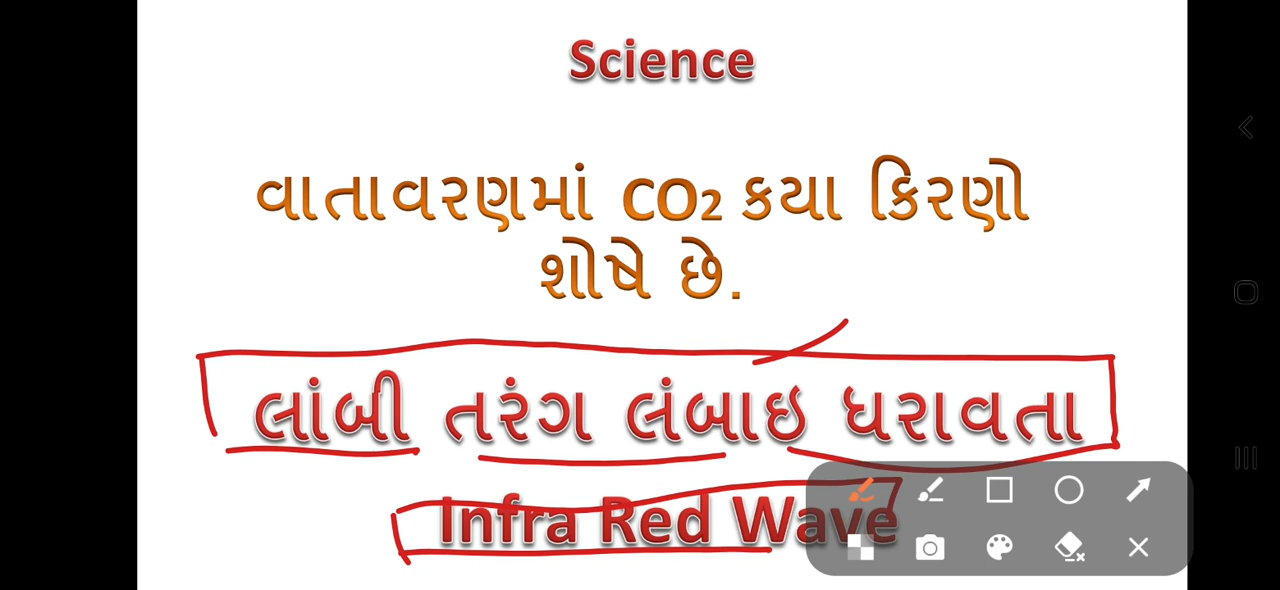 Science
વાતાવરણમાં CO₂ કયા કિરણો
શોષે છે.
લાંબી તરંગ લંબાઇ ધરાવતા
Infra Red Wave